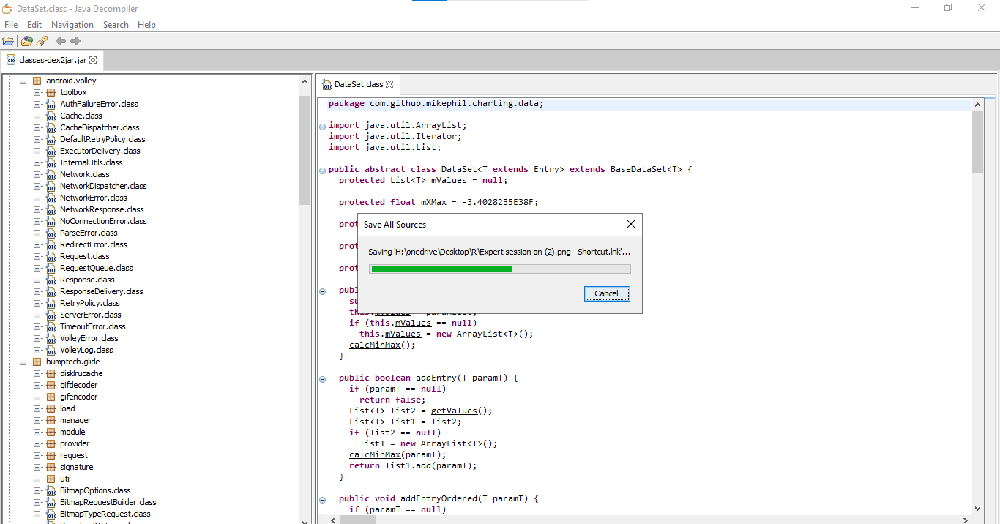 DataSet.class - Java Decompiler
File Edit Navigation Search Help
classes-dex2jar.jar
android.volley
toolbox
AuthFailureError.class
Cache.class
CacheDispatcher.class
DefaultRetryPolicy.class
ExecutorDelivery.class
InternalUtils.class
Network.class
NetworkDispatcher.class
NetworkError.class
NetworkResponse.class
NoConnectionError.class
ParseError.class
RedirectError.class
Request.class
RequestQueue.class
Response.class
ResponseDelivery.class
RetryPolicy.class
ServerError.class
TimeoutError.class
VolleyError.class
VolleyLog.class
bumptech.glide
disklrucache
gifdecoder
gifencoder
load
manager
module
provider
request
signature
util
BitmapOptions.class
BitmapRequestBuilder.class
BitmapTypeRequest.class
DataSet.class
package com.github.mikephil.charting.data;
import java.util.ArrayList;
import java.util.Iterator;
import java.util.List;
public abstract class DataSet<T extends Entry> extends BaseDataSet<T> {
protected List<T> mValues = null;
protected float mXMax = -3.4028235E38F;
prot
prot
prot
publ
su
Save All Sources
Saving 'H:\onedrive\Desktop\R\Expert session on (2).png - Shortcut.lnk'...
Cancel
if (this.mValues == null)
this.mValues = new ArrayList<T>();
calcMinMax();
}
public boolean addEntry(T paramT) {
if (paramT == null)
return false;
List<T> list2 = getValues();
List<T> list1 = list2;
if (list2 == null)
list1 = new ArrayList<T>();
calcMinMax(paramT);
return list1.add(paramT);
}
public void addEntryOrdered(T paramT) {
if (paramT == null)